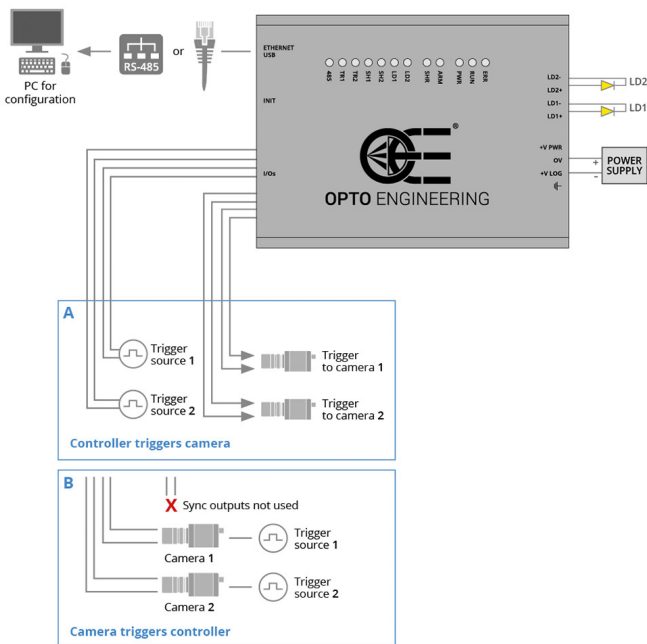 ETHERNET
USB
RS-485
or
PC for
configuration
485
TR1
TR2
SH1
SH2
LD1
LD2
SHR
ARM
PWR
RUN
ERR
LD2-
LD2+
LD2
LD1-
LD1+
LD1
INIT
I/Os
+V PWR
0V
+V LOG
+
-
POWER
SUPPLY
®
OPTO ENGINEERING
A
Trigger
source 1
Trigger
to camera 1
Trigger
source 2
Trigger
to camera 2
Controller triggers camera
B
X Sync outputs not used
Trigger
source 1
Camera 1
Trigger
source 2
Camera 2
Camera triggers controller